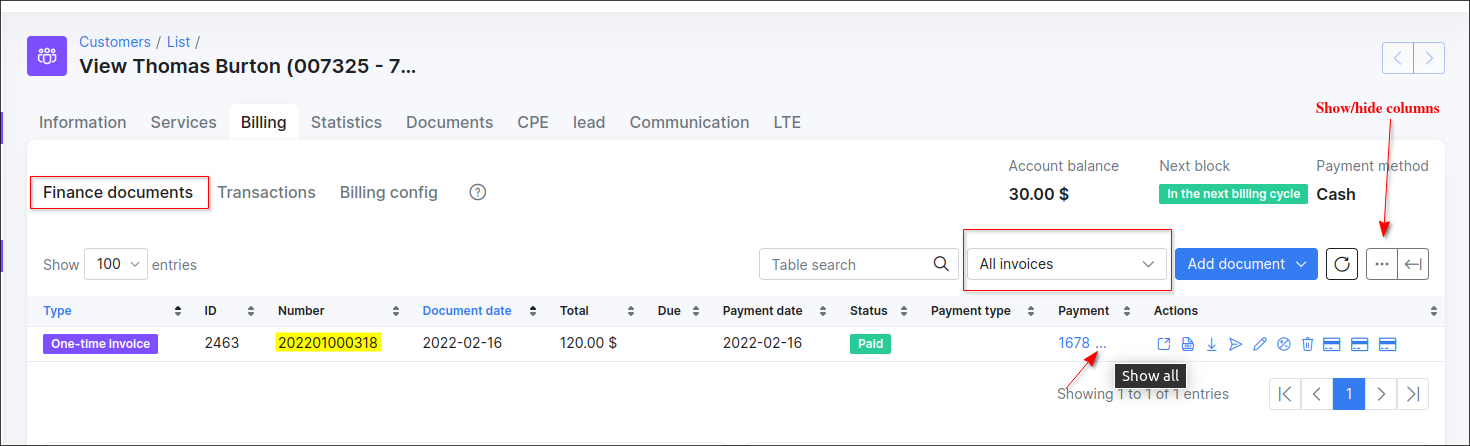 Customers / List /
View Thomas Burton (007325 - 7...
Show/hide columns
Information Services Billing Statistics Documents CPE lead Communication LTE
Account balance Next block Payment method
Finance documents Transactions Billing config ?
30.00 $ In the next billing cycle Cash
Show 100 entries Table search All invoices Add document ...
Type ID Number Document date Total Due Payment date Status Payment type Payment Actions
One-time invoice 2463 202201000318 2022-02-16 120.00 $ 2022-02-16 Paid 1678 ...
Show all
Showing 1 to 1 of 1 entries 1